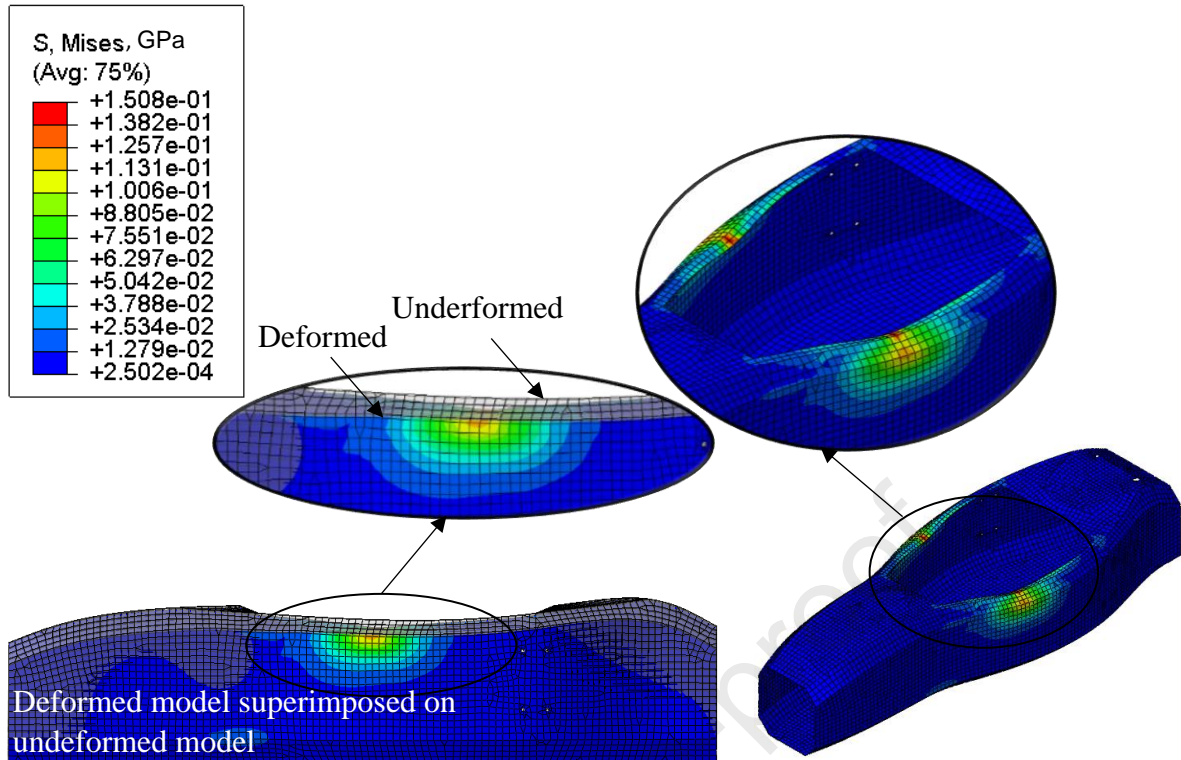 S, Mises, GPa
(Avg: 75%)
+1.508e-01
+1.382e-01
+1.257e-01
+1.131e-01
+1.006e-01
+8.805e-02
+7.551e-02
+6.297e-02
+5.042e-02
+3.788e-02
+2.534e-02
+1.279e-02
+2.502e-04
Underformed
Deformed
Deformed model superimposed on
undeformed model
proof